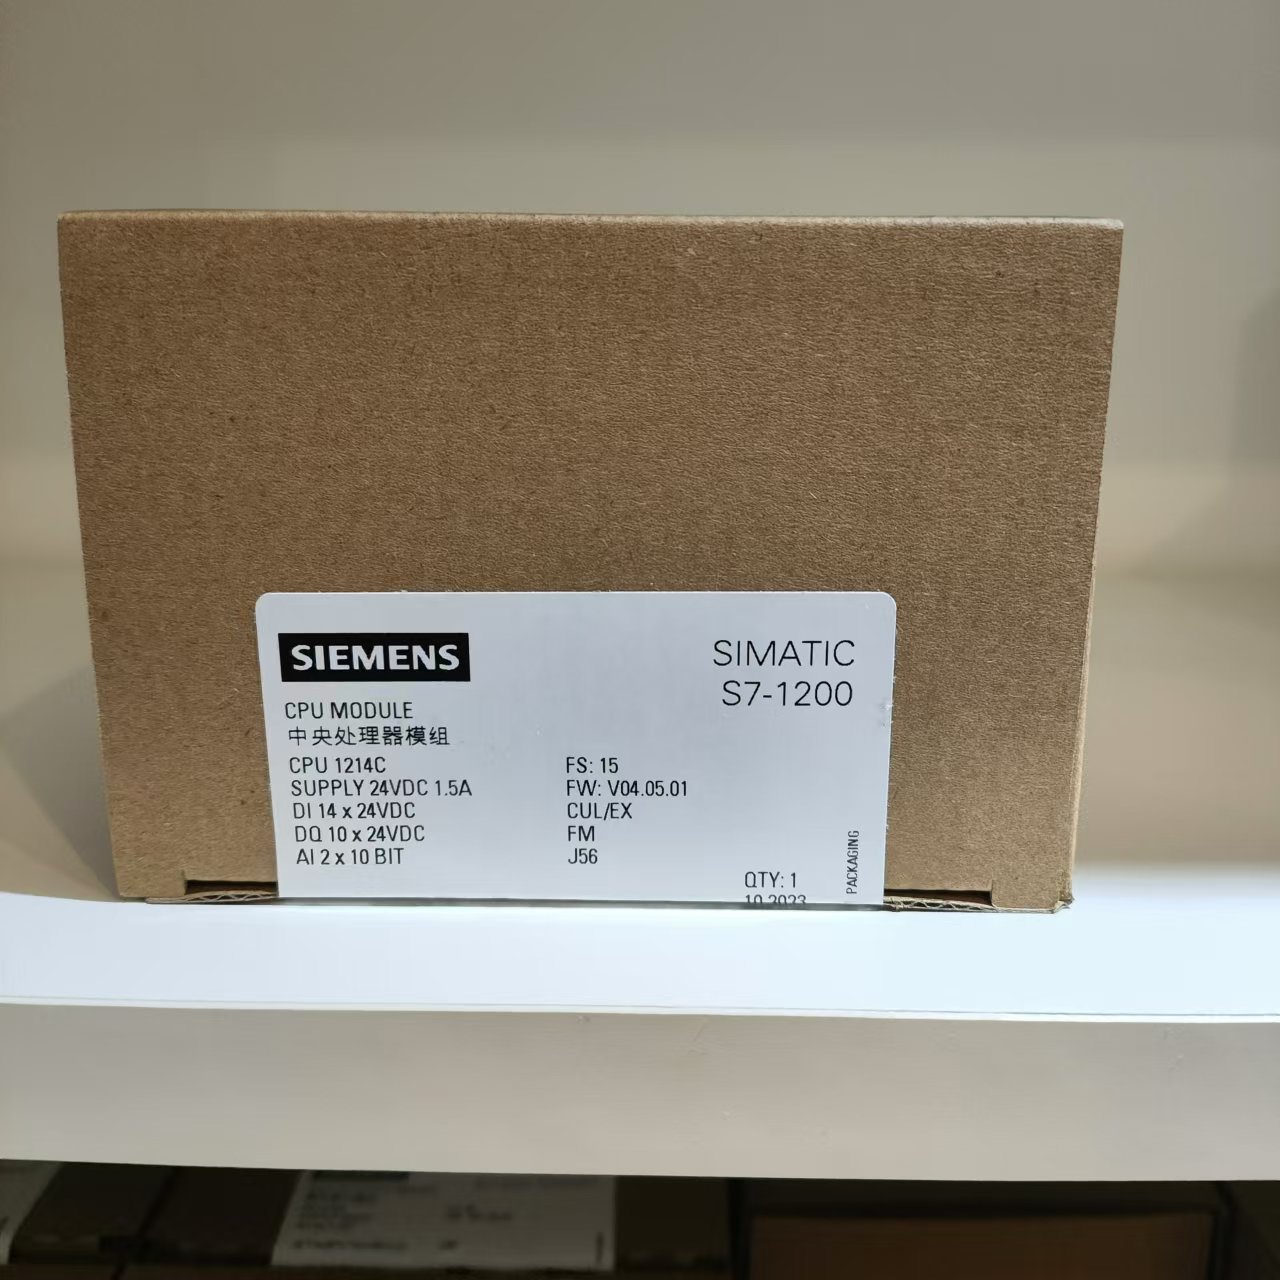 SIEMENS
SIMATIC
S7-1200
CPU MODULE
中央处理器模组
CPU 1214C
SUPPLY 24VDC 1.5A
DI 14 x 24VDC
DQ 10 x 24VDC
AI 2 x 10 BIT
FS: 15
FW: V04.05.01
CUL/EX
FM
J56
QTY: 1
10.2023
PACKAGING